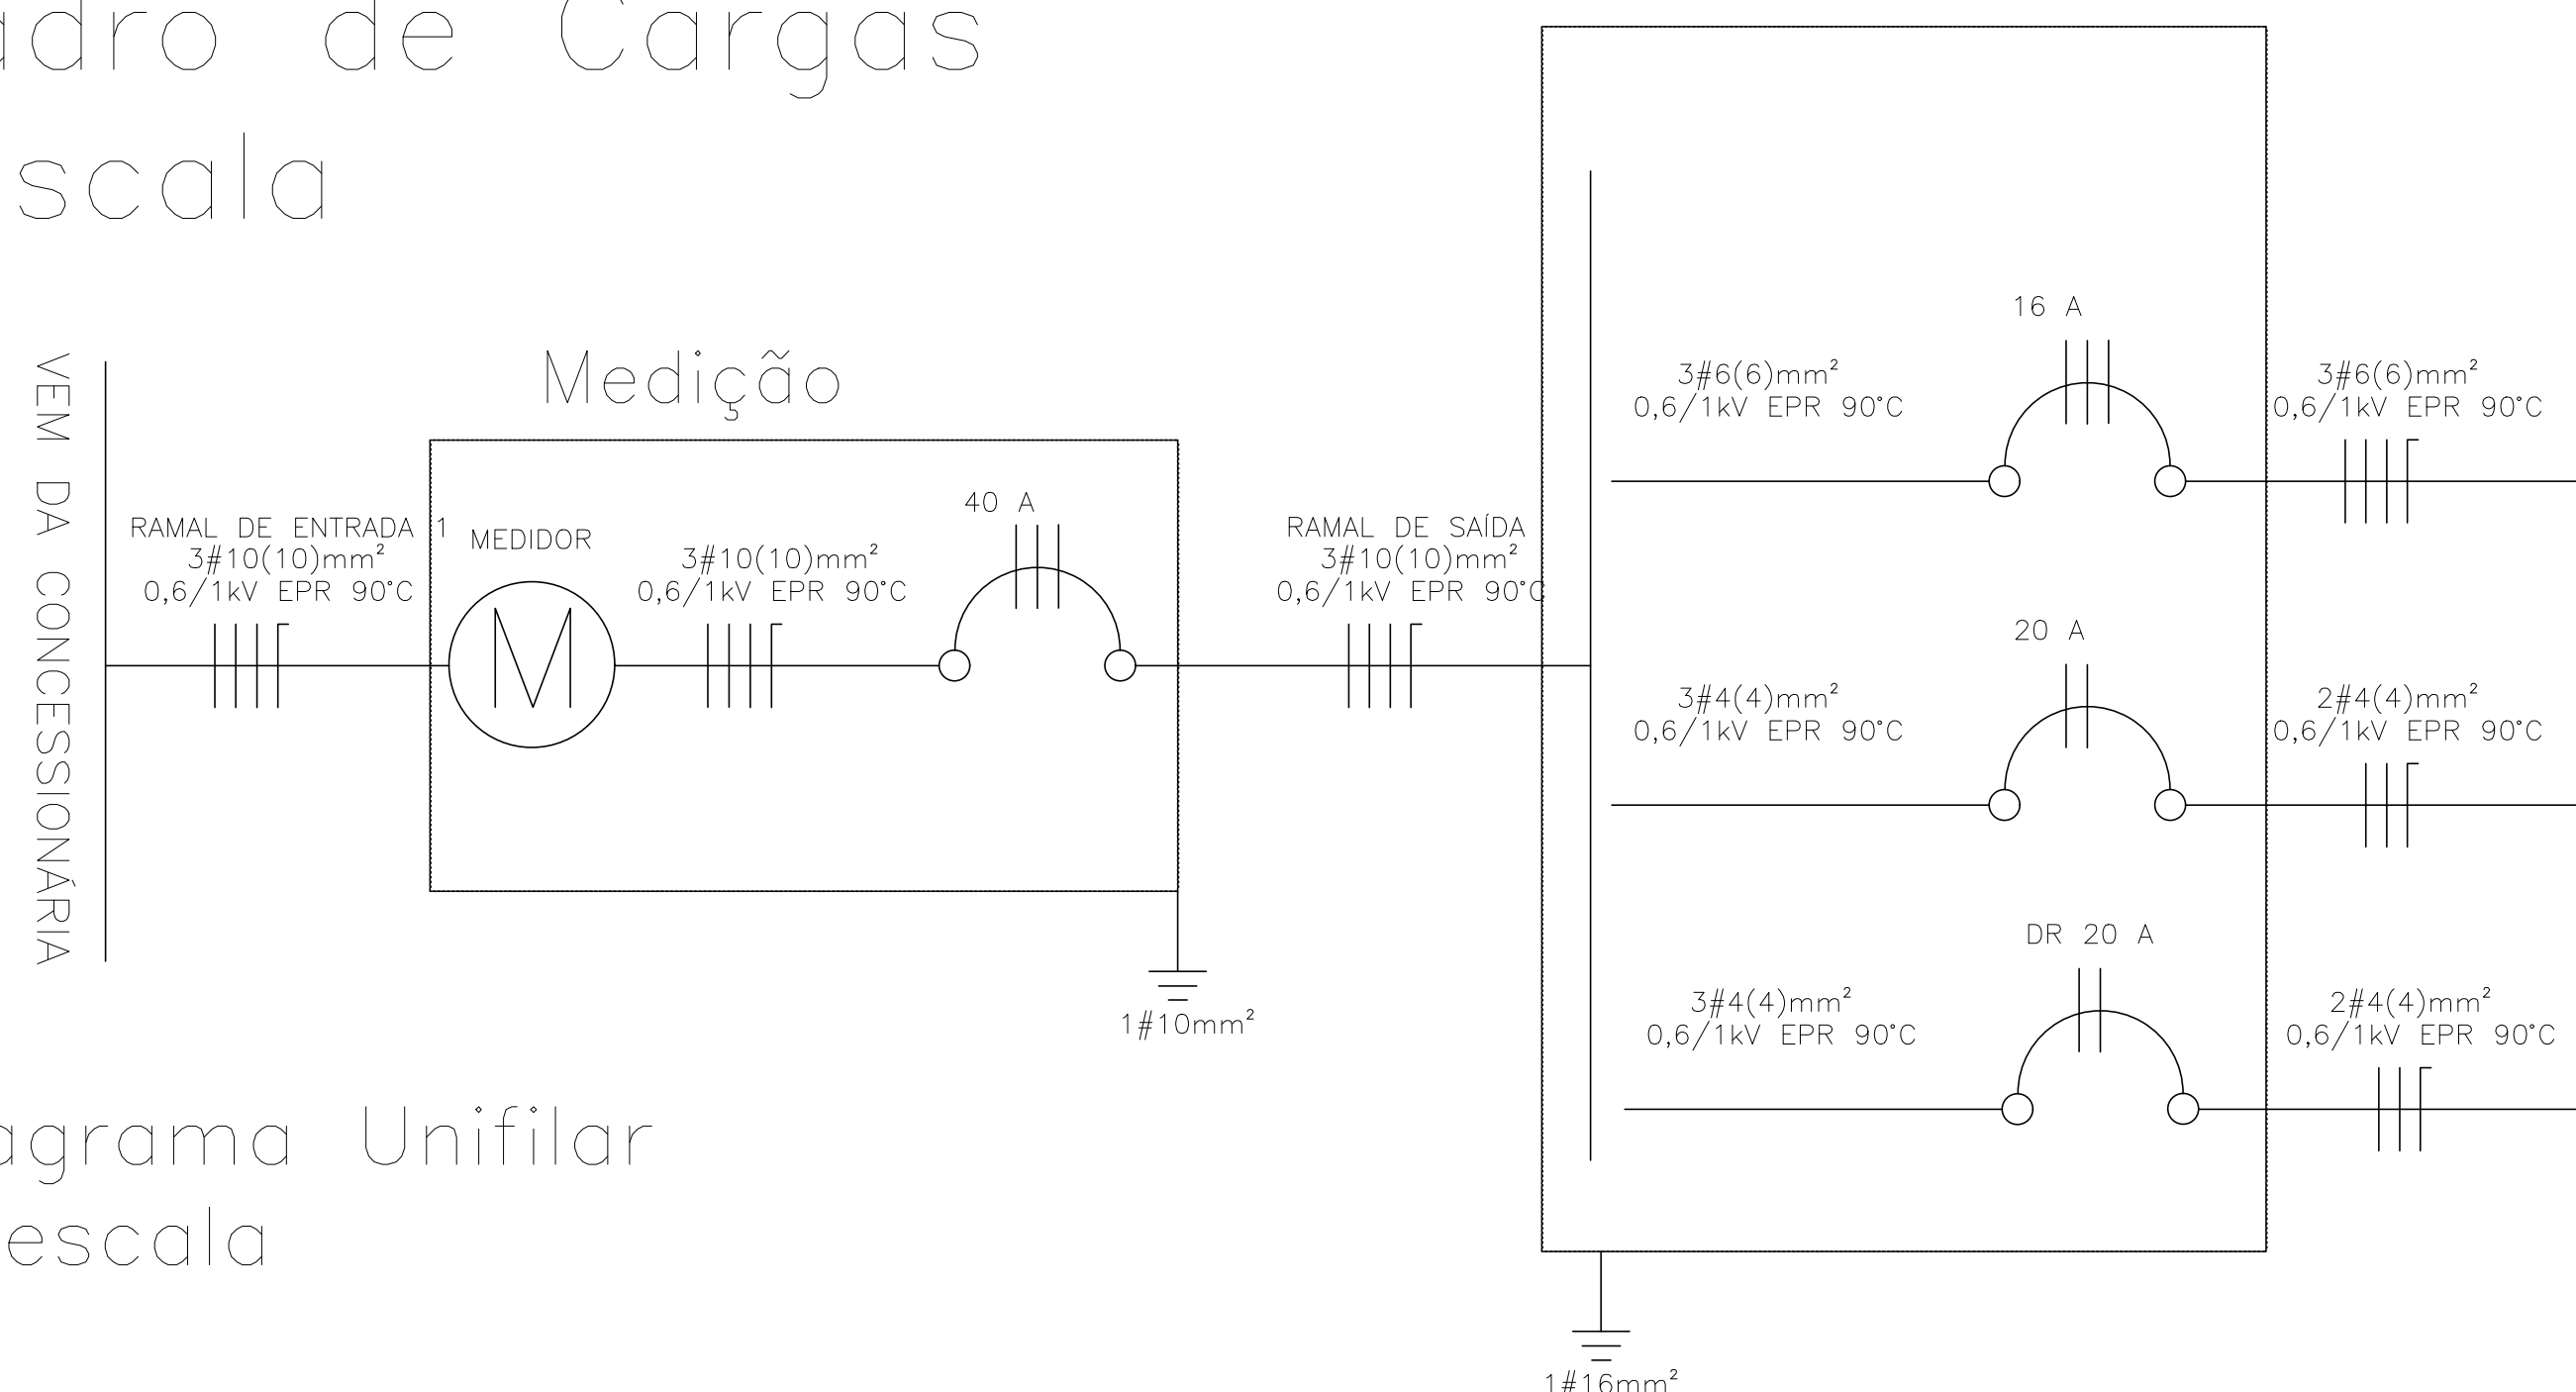 adro de Cargas
scala
VEM DA CONCESSIONÁRIA
RAMAL DE ENTRADA 1
3#10(10)mm²
0,6/1kV EPR 90°C
Medição
MEDIDOR
M
3#10(10)mm²
0,6/1kV EPR 90°C
40 A
1#10mm²
RAMAL DE SAÍDA
3#10(10)mm²
0,6/1kV EPR 90°C
3#6(6)mm²
0,6/1kV EPR 90°C
16 A
3#6(6)mm²
0,6/1kV EPR 90°C
3#4(4)mm²
0,6/1kV EPR 90°C
20 A
2#4(4)mm²
0,6/1kV EPR 90°C
3#4(4)mm²
0,6/1kV EPR 90°C
DR 20 A
2#4(4)mm²
0,6/1kV EPR 90°C
1#16mm²
agrama Unifilar
escala